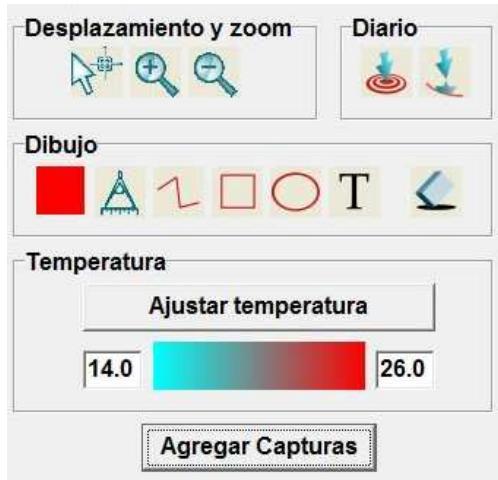 Desplazamiento y zoom
Diario
Dibujo
T
Temperatura
Ajustar temperatura
14.0
26.0
Agregar Capturas